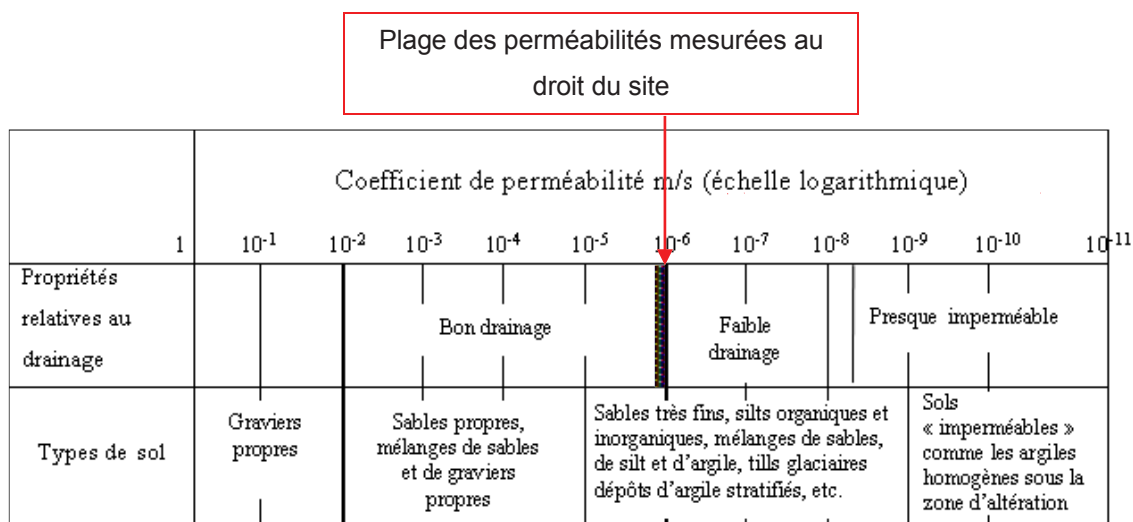 Plage des perméabilités mesurées au
droit du site
Coefficient de perméabilité m/s (échelle logarithmique)
1 10⁻¹ 10⁻² 10⁻³ 10⁻⁴ 10⁻⁵ 10⁻⁶ 10⁻⁷ 10⁻⁸ 10⁻⁹ 10⁻¹⁰ 10⁻¹¹
Propriétés
relatives au
drainage
Bon drainage
Faible
drainage
Presque imperméable
Types de sol
Graviers
propres
Sables propres,
mélanges de sables
et de graviers
propres
Sables très fins, silts organiques et
inorganiques, mélanges de sables,
de silt et d'argile, tills glaciaires
dépôts d'argile stratifiés, etc.
Sols
« imperméables »
comme les argiles
homogènes sous la
zone d'altération